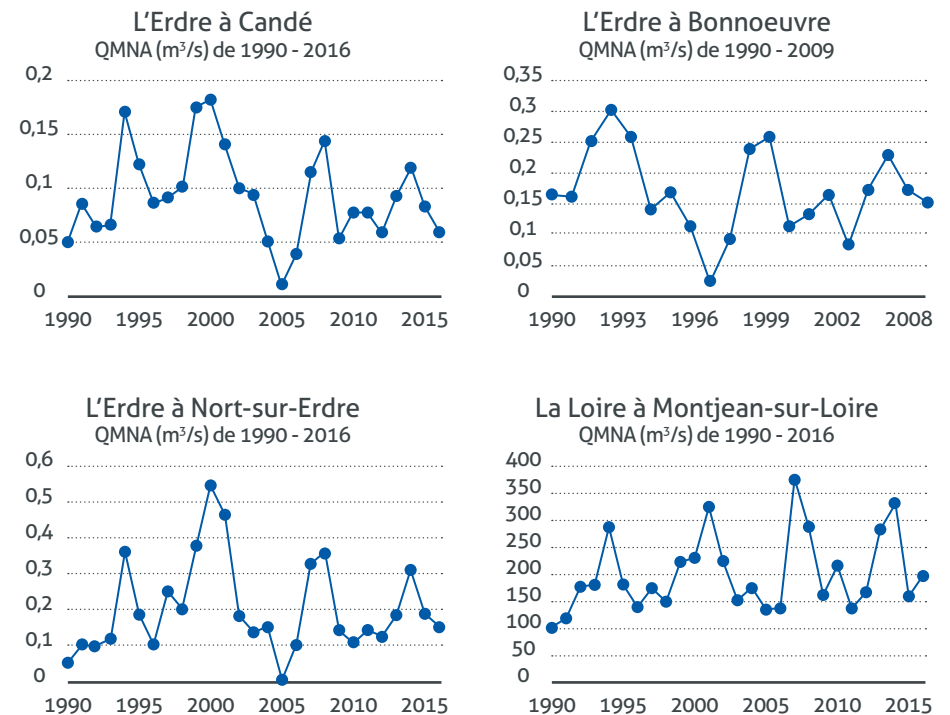 L'Erdre à Candé
QMNA (m³/s) de 1990 - 2016
0,2
0,15
0,1
0,05
0
1990 1995 2000 2005 2010 2015
L'Erdre à Bonnoeuvre
QMNA (m³/s) de 1990 - 2009
0,35
0,3
0,25
0,2
0,15
0,1
0,05
0
1990 1993 1996 1999 2002 2008
L'Erdre à Nort-sur-Erdre
QMNA (m³/s) de 1990 - 2016
0,6
0,5
0,4
0,3
0,2
0,1
0
1990 1995 2000 2005 2010 2015
La Loire à Montjean-sur-Loire
QMNA (m³/s) de 1990 - 2016
400
350
300
250
200
150
100
50
0
1990 1995 2000 2005 2010 2015